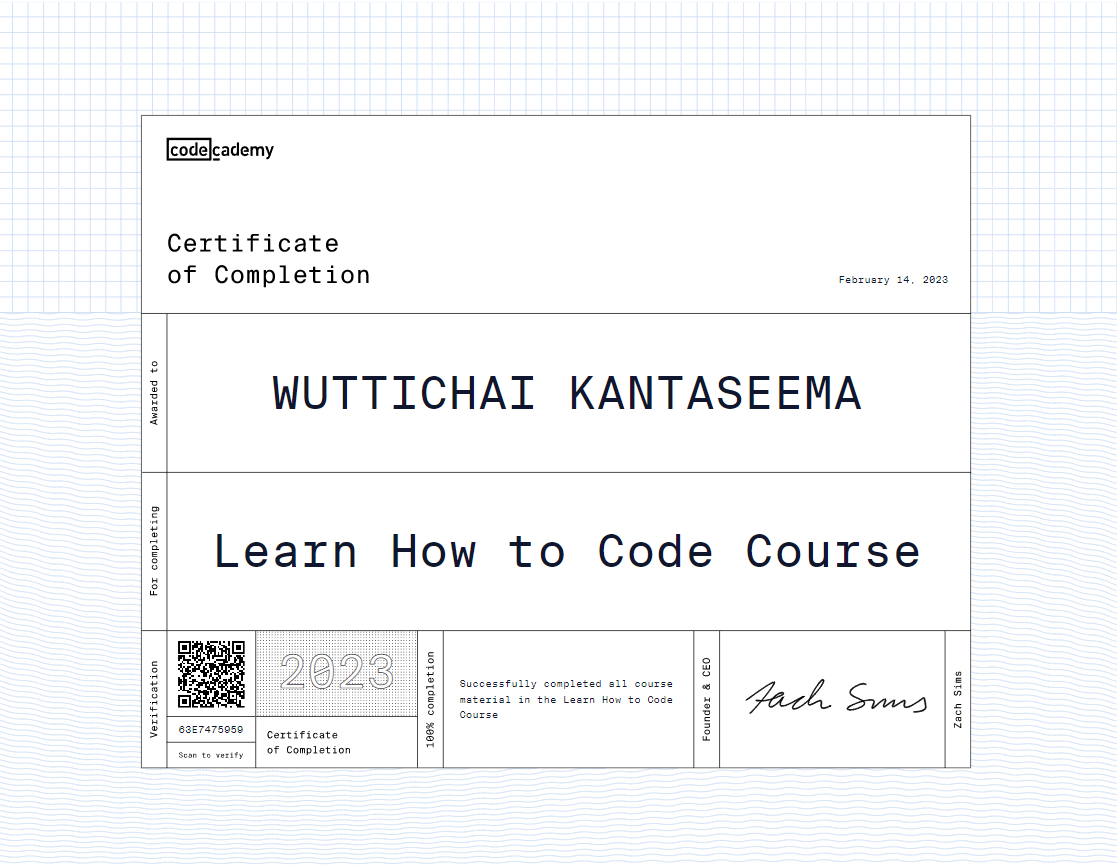 codecademy
Certificate
of Completion
February 14, 2023
Awarded to
WUTTICHAI KANTASEEMA
For completing
Learn How to Code Course
Verification
63E7475959
Scan to verify
2023
Certificate
of Completion
100% completion
Successfully completed all course
material in the Learn How to Code
Course
Founder & CEO
Zach Sims
Zach Sims